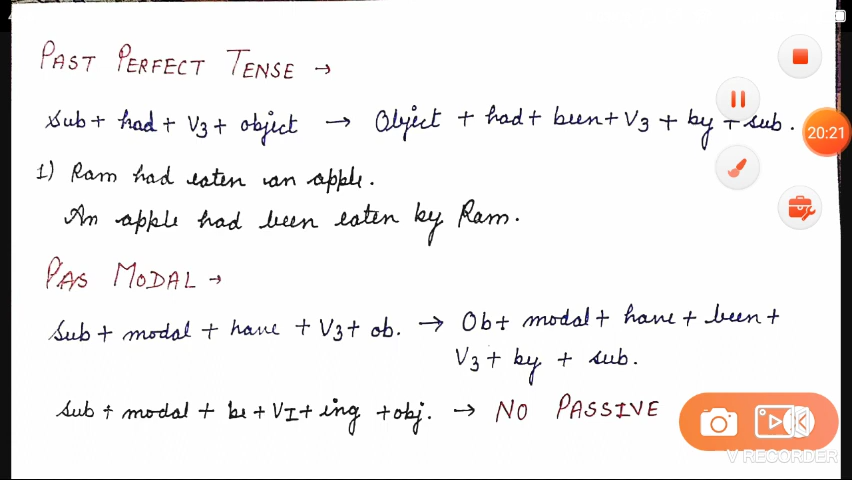 PAST PERFECT TENSE →
Sub + had + V3 + object → Object + had + been + V3 + by + sub.
20:21
1) Ram had eaten an apple.
An apple had been eaten by Ram.
PAS MODAL →
Sub + modal + have + V3 + ob. → Ob + modal + have + been +
V3 + by + sub.
Sub + modal + be + VI + ing + obj. → NO PASSIVE
V RECORDER